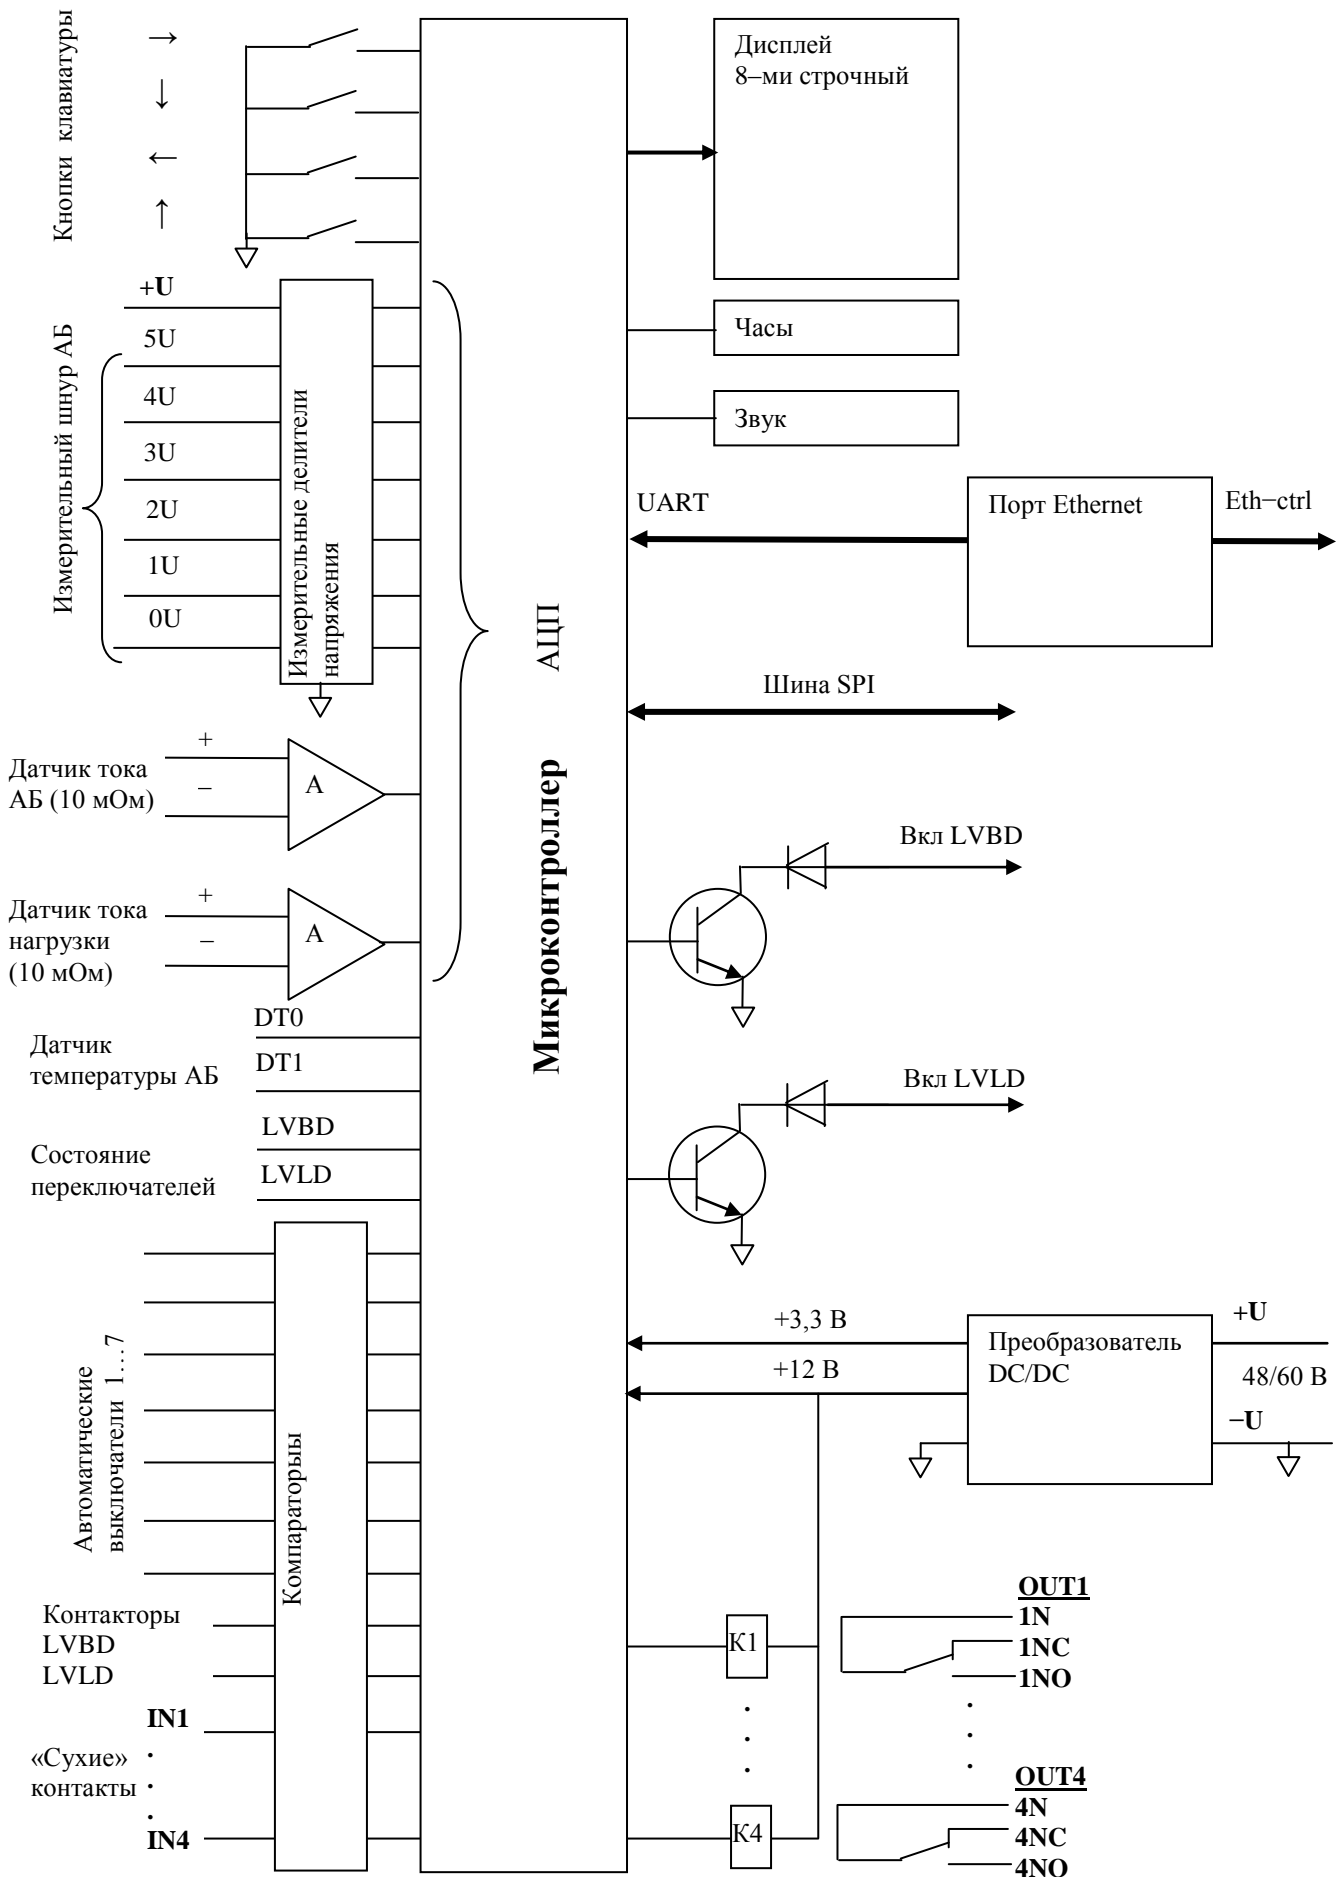 Кнопки клавиатуры
→
↓
←
↑
+U
5U
4U
3U
2U
1U
0U
Измерительный шнур АБ
Измерительные делители
напряжения
Датчик тока
АБ (10 мОм)
+
–
А
Датчик тока
нагрузки
(10 мОм)
+
–
А
DT0
DT1
Датчик
температуры АБ
LVBD
LVLD
Состояние
переключателей
Автоматические
выключатели 1…7
Компараторыы
Контакторы
LVBD
LVLD
IN1
«Сухие»
контакты
IN4
АЦП
Микроконтроллер
Дисплей
8–ми строчный
Часы
Звук
UART
Порт Ethernet
Eth−ctrl
Шина SPI
Вкл LVBD
Вкл LVLD
+3,3 В
+12 В
Преобразователь
DC/DC
+U
48/60 В
−U
К1
К4
OUT1
1N
1NC
1NO
OUT4
4N
4NC
4NO